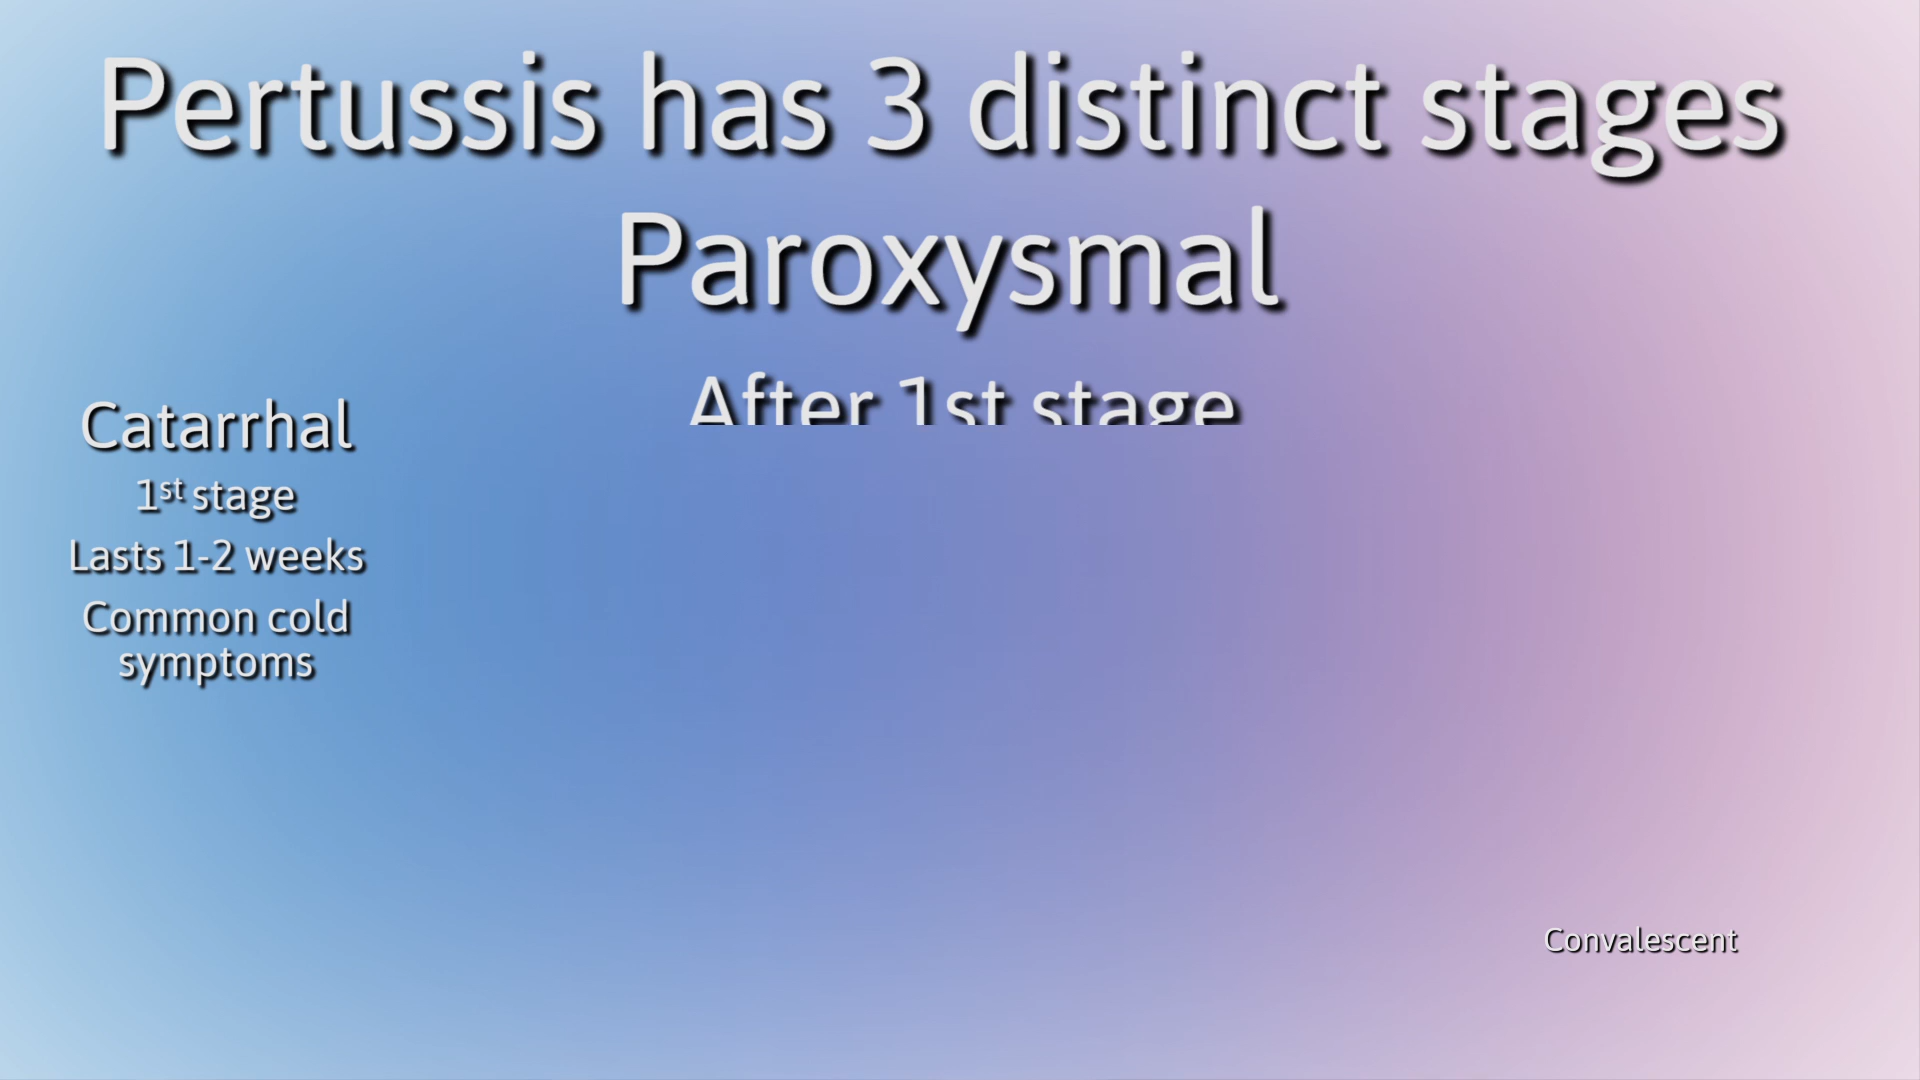 Pertussis has 3 distinct stages
Paroxysmal
After 1st stage
Catarrhal
1st stage
Lasts 1-2 weeks
Common cold
symptoms
Convalescent